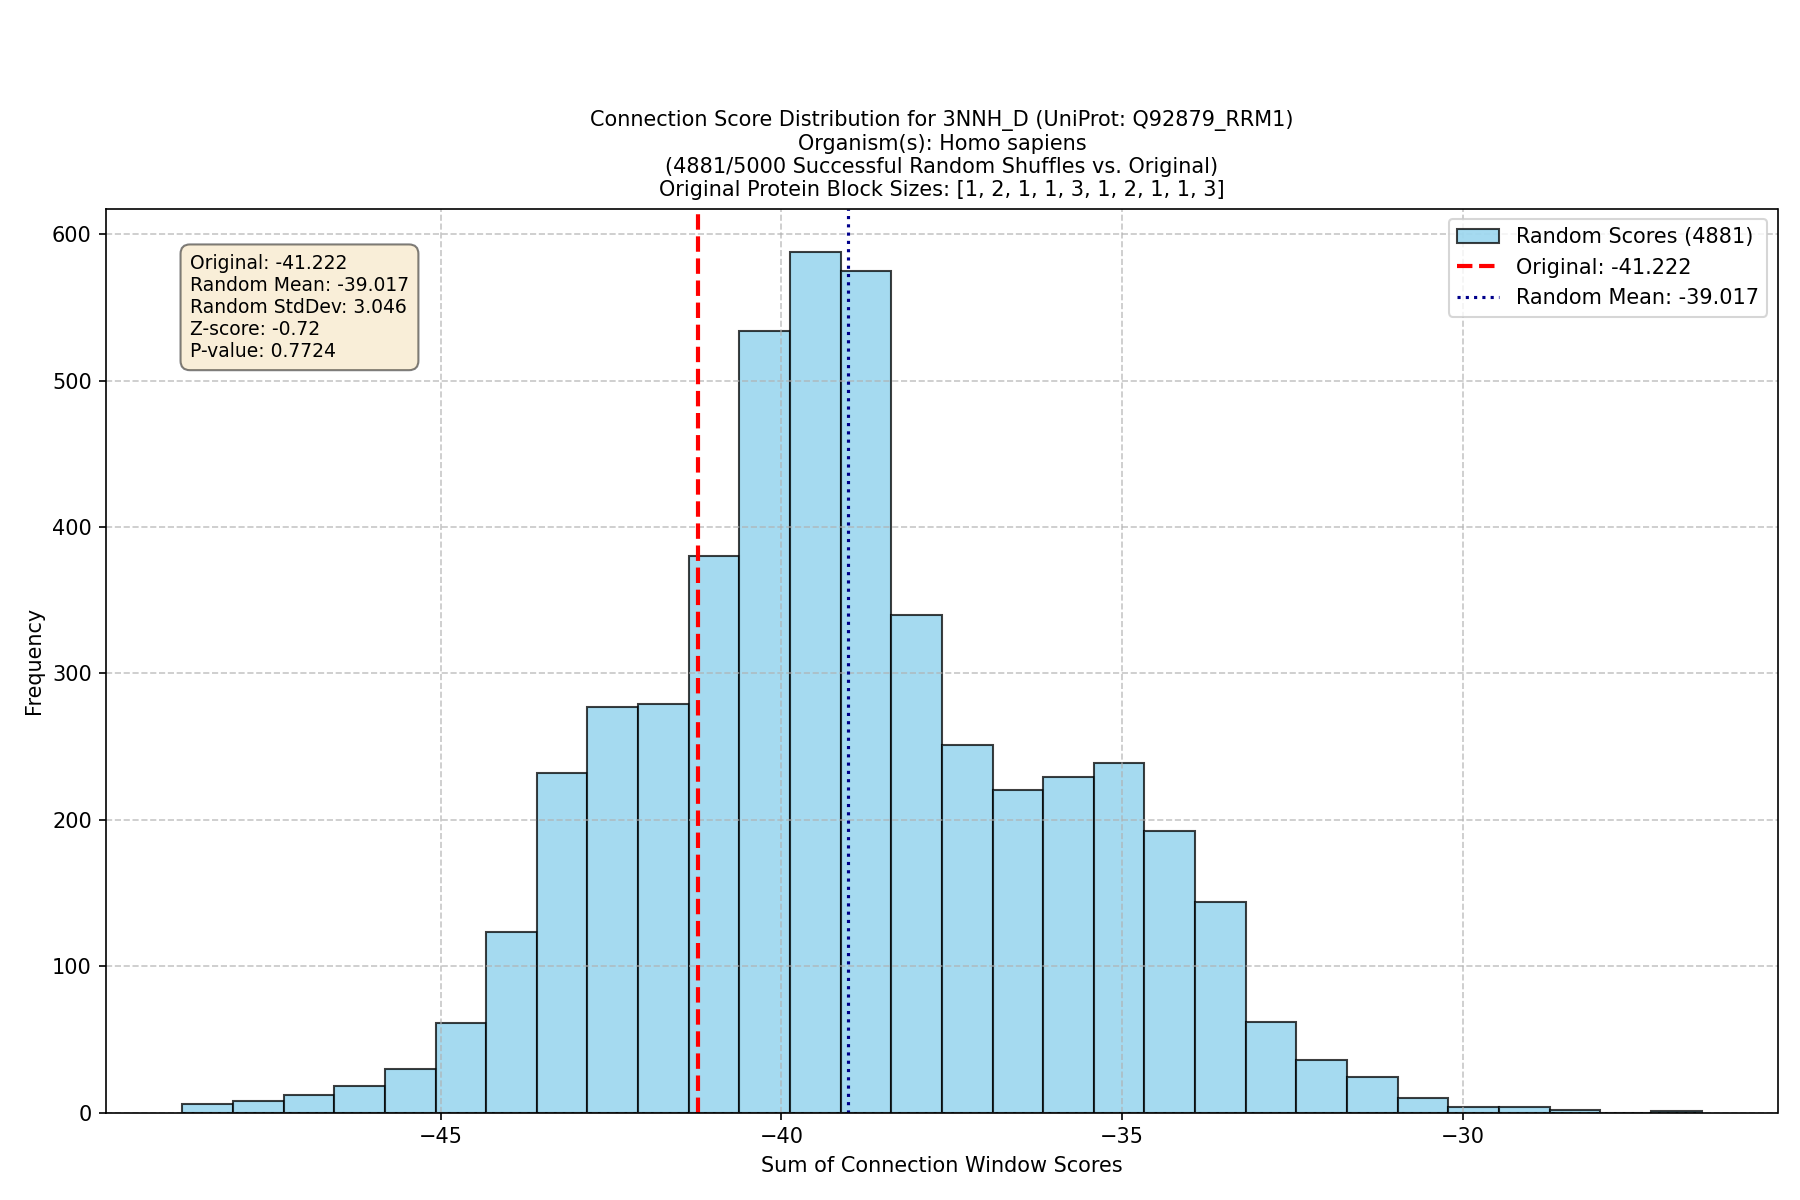 Connection Score Distribution for 3NNH_D (UniProt: Q92879_RRM1)
Organism(s): Homo sapiens
(4881/5000 Successful Random Shuffles vs. Original)
Original Protein Block Sizes: [1, 2, 1, 1, 3, 1, 2, 1, 1, 3]
Original: -41.222
Random Mean: -39.017
Random StdDev: 3.046
Z-score: -0.72
P-value: 0.7724
Random Scores (4881)
Original: -41.222
Random Mean: -39.017
Frequency
600
500
400
300
200
100
0
−45
−40
−35
−30
Sum of Connection Window Scores